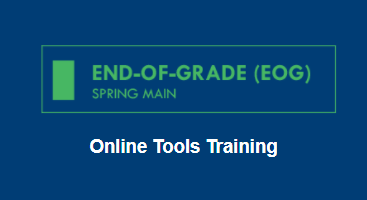 END-OF-GRADE (EOG)
SPRING MAIN
Online Tools Training